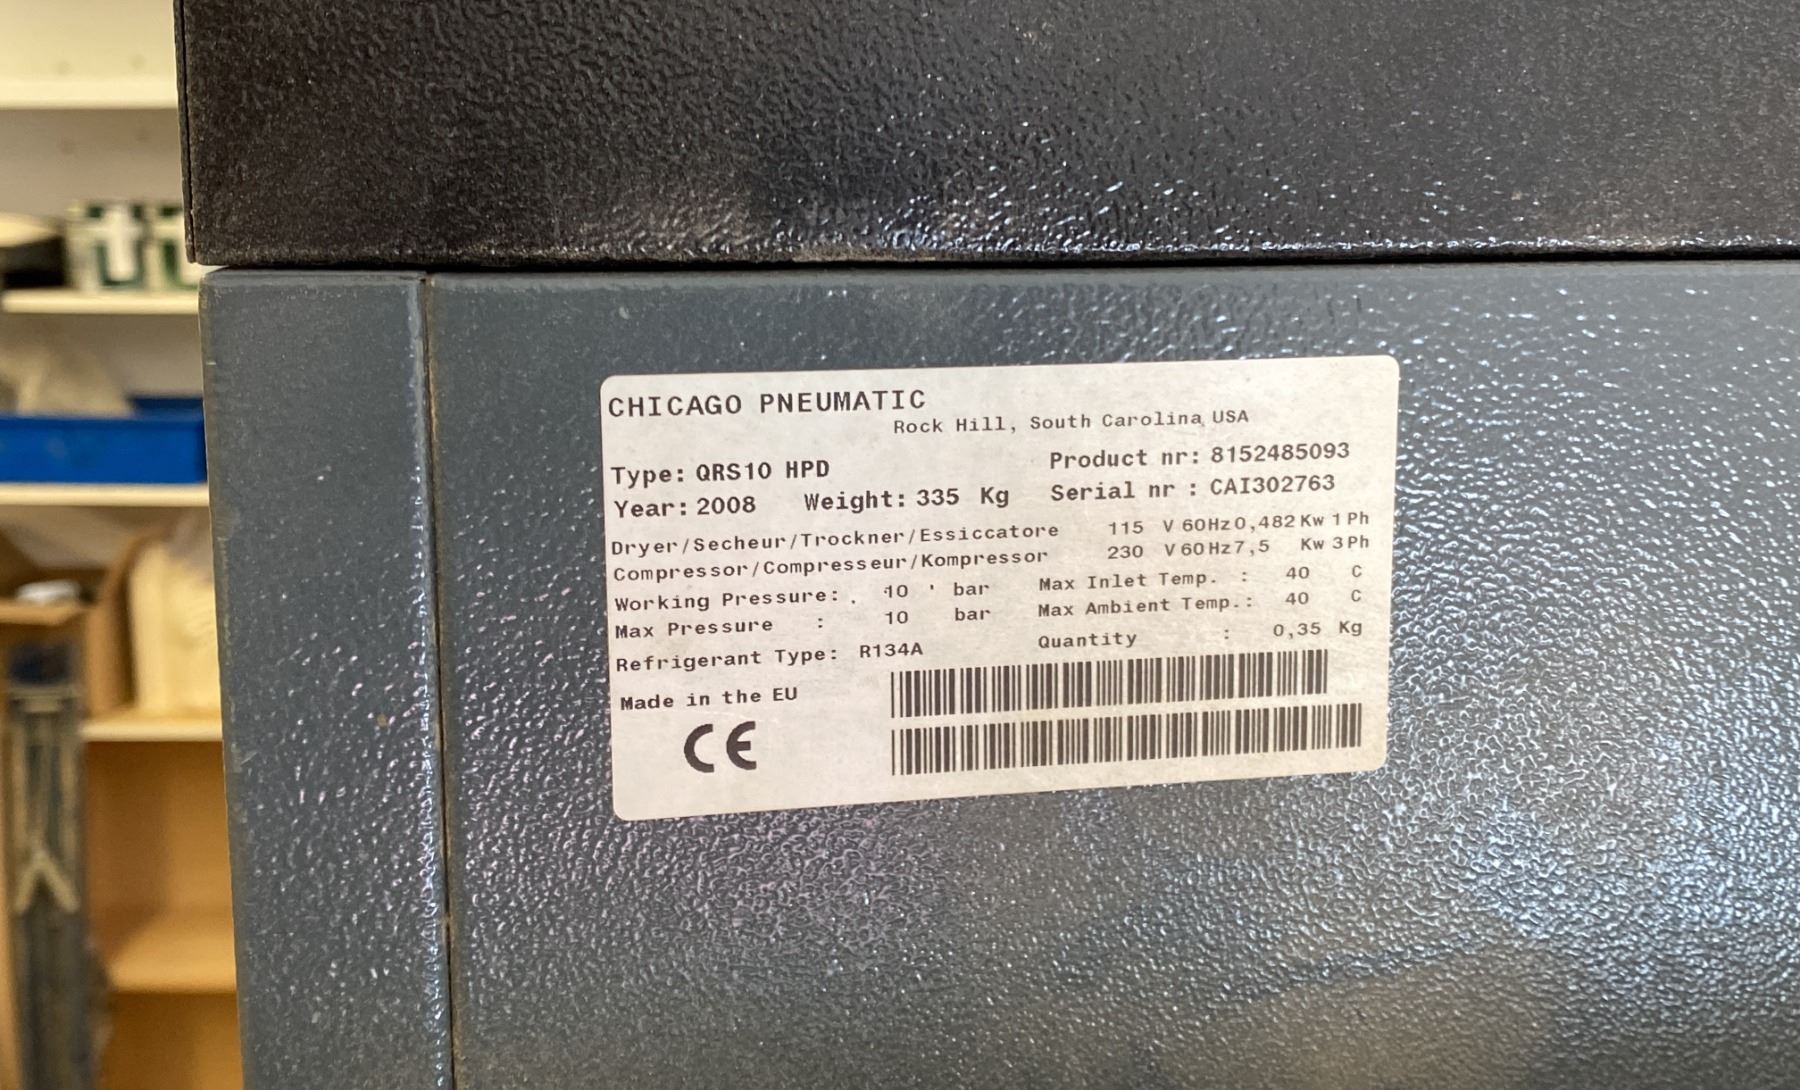 CHICAGO PNEUMATIC
Rock Hill, South Carolina, USA
Type: QRS10 HPD Product nr: 8152485093
Year: 2008 Weight: 335 Kg Serial nr : CAI302763
Dryer/Secheur/Trockner/Essiccatore 115 V 60Hz 0,482 Kw 1 Ph
Compressor/Compresseur/Kompressor 230 V 60Hz 7,5 Kw 3Ph
Working Pressure: 10 bar Max Inlet Temp. : 40 C
Max Pressure : 10 bar Max Ambient Temp.: 40 C
Refrigerant Type: R134A Quantity : 0,35 Kg
Made in the EU
CE